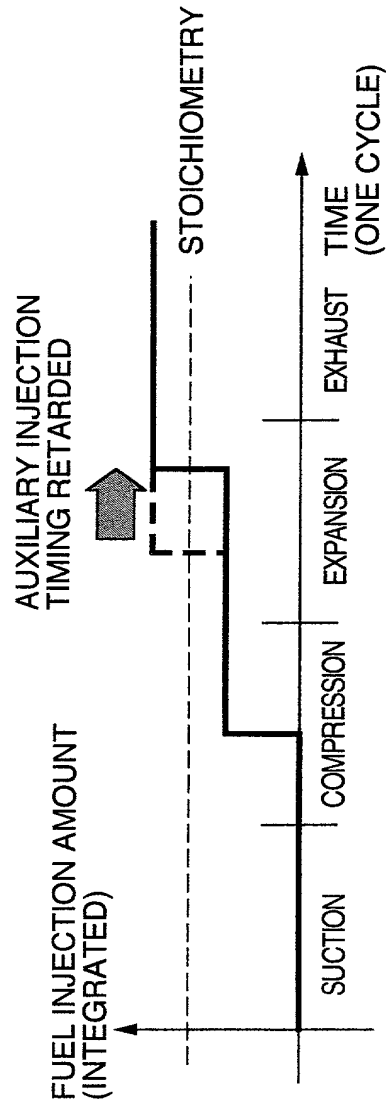 FUEL INJECTION AMOUNT
(INTEGRATED)
AUXILIARY INJECTION
TIMING RETARDED
STOICHIOMETRY
SUCTION
COMPRESSION
EXPANSION
EXHAUST
TIME
(ONE CYCLE)